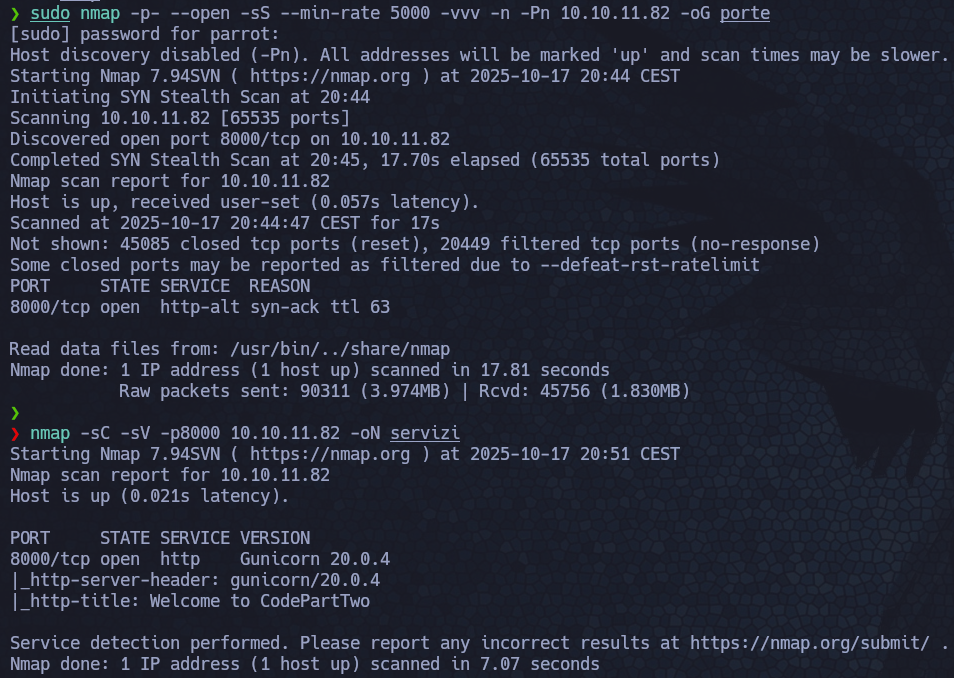 ❯ sudo nmap -p- --open -sS --min-rate 5000 -vvv -n -Pn 10.10.11.82 -oG porte
[sudo] password for parrot:
Host discovery disabled (-Pn). All addresses will be marked 'up' and scan times may be slower.
Starting Nmap 7.94SVN ( https://nmap.org ) at 2025-10-17 20:44 CEST
Initiating SYN Stealth Scan at 20:44
Scanning 10.10.11.82 [65535 ports]
Discovered open port 8000/tcp on 10.10.11.82
Completed SYN Stealth Scan at 20:45, 17.70s elapsed (65535 total ports)
Nmap scan report for 10.10.11.82
Host is up, received user-set (0.057s latency).
Scanned at 2025-10-17 20:44:47 CEST for 17s
Not shown: 45085 closed tcp ports (reset), 20449 filtered tcp ports (no-response)
Some closed ports may be reported as filtered due to --defeat-rst-ratelimit
PORT     STATE SERVICE  REASON
8000/tcp open  http-alt syn-ack ttl 63

Read data files from: /usr/bin/../share/nmap
Nmap done: 1 IP address (1 host up) scanned in 17.81 seconds
           Raw packets sent: 90311 (3.974MB) | Rcvd: 45756 (1.830MB)
❯
❯ nmap -sC -sV -p8000 10.10.11.82 -oN servizi
Starting Nmap 7.94SVN ( https://nmap.org ) at 2025-10-17 20:51 CEST
Nmap scan report for 10.10.11.82
Host is up (0.021s latency).

PORT     STATE SERVICE VERSION
8000/tcp open  http    Gunicorn 20.0.4
|_http-server-header: gunicorn/20.0.4
|_http-title: Welcome to CodePartTwo

Service detection performed. Please report any incorrect results at https://nmap.org/submit/ .
Nmap done: 1 IP address (1 host up) scanned in 7.07 seconds